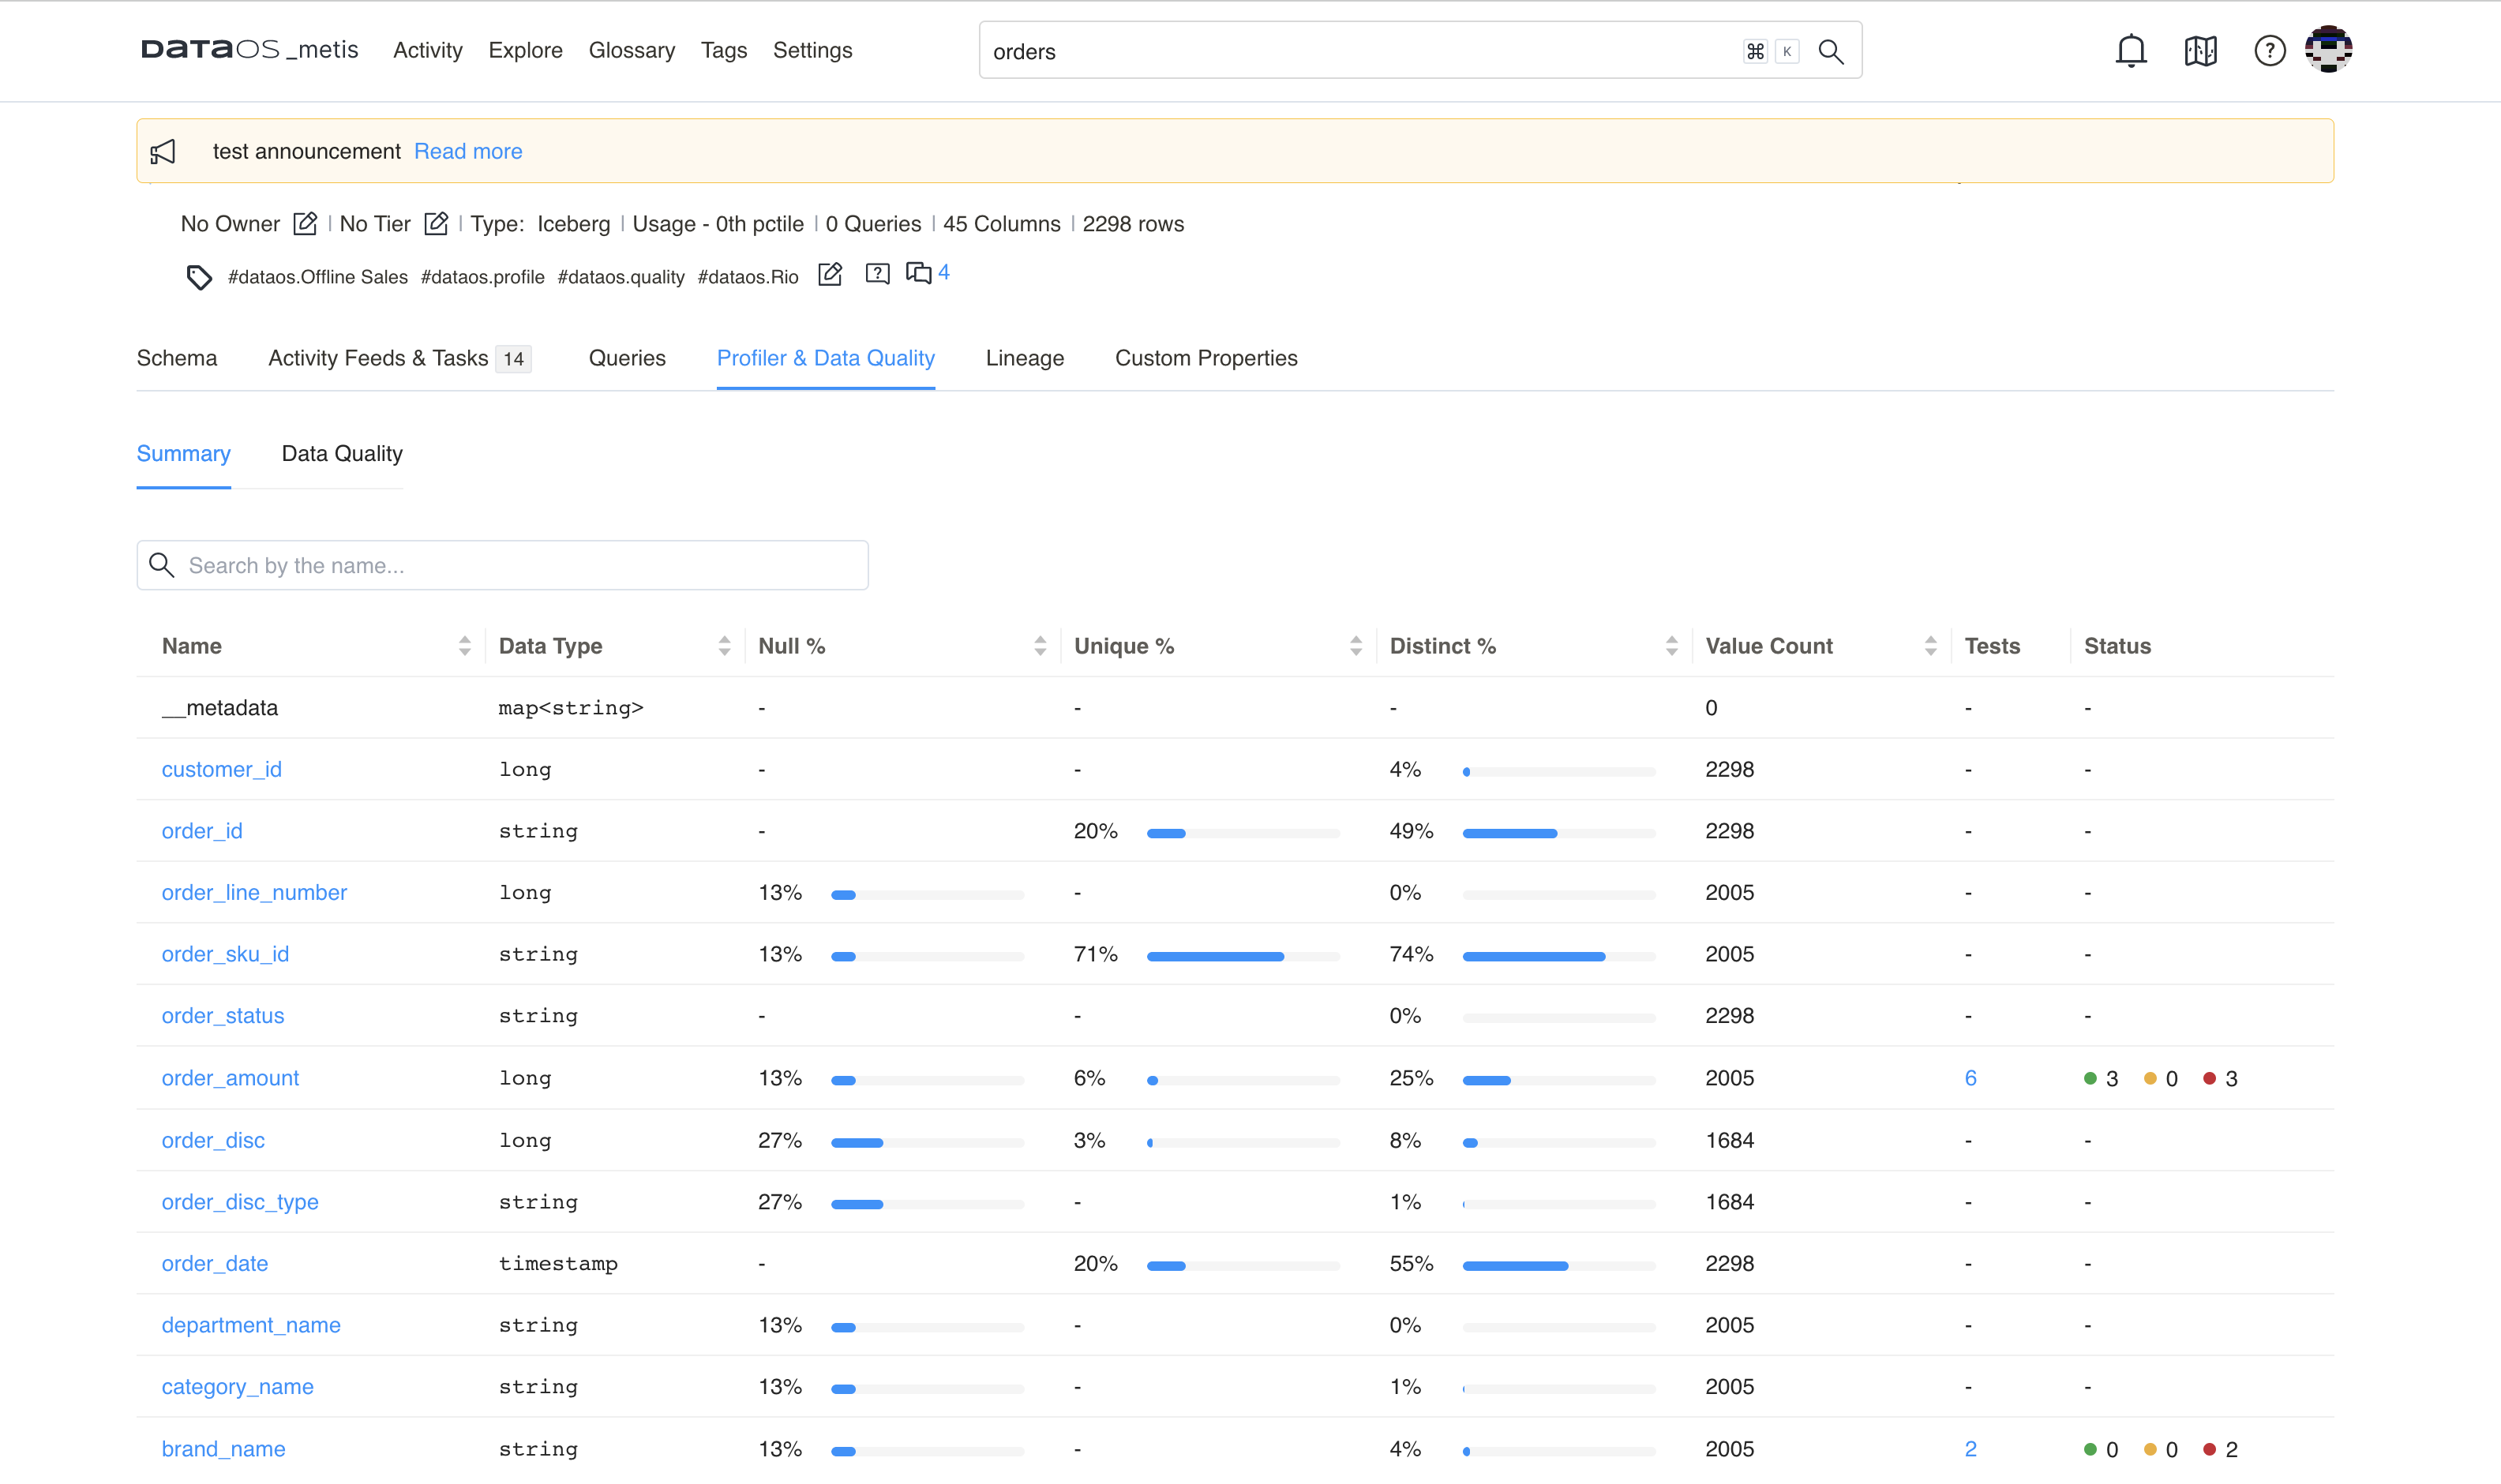 DATAOS _metis Activity Explore Glossary Tags Settings orders ⌘ K ?
test announcement Read more
No Owner | No Tier | Type: Iceberg | Usage - 0th pctile | 0 Queries | 45 Columns | 2298 rows
#dataos.Offline Sales #dataos.profile #dataos.quality #dataos.Rio ? 4
Schema Activity Feeds & Tasks 14 Queries Profiler & Data Quality Lineage Custom Properties
Summary Data Quality
Search by the name...
Name Data Type Null % Unique % Distinct % Value Count Tests Status
__metadata map<string> - - - 0 - -
customer_id long - - 4% 2298 - -
order_id string - 20% 49% 2298 - -
order_line_number long 13% - 0% 2005 - -
order_sku_id string 13% 71% 74% 2005 - -
order_status string - - 0% 2298 - -
order_amount long 13% 6% 25% 2005 6 3 0 3
order_disc long 27% 3% 8% 1684 - -
order_disc_type string 27% - 1% 1684 - -
order_date timestamp - 20% 55% 2298 - -
department_name string 13% - 0% 2005 - -
category_name string 13% - 1% 2005 - -
brand_name string 13% - 4% 2005 2 0 0 2